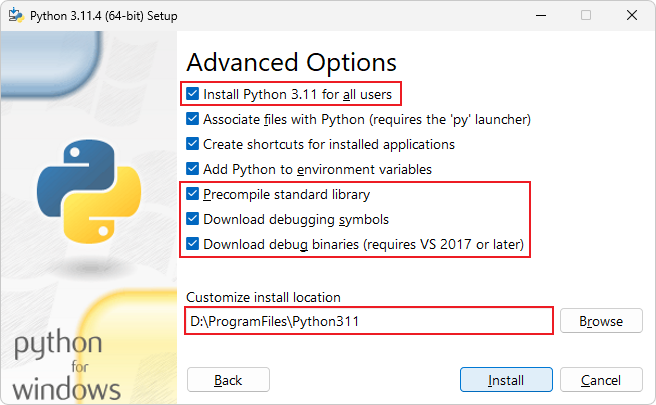 Python 3.11.4 (64-bit) Setup
Advanced Options
Install Python 3.11 for all users
Associate files with Python (requires the 'py' launcher)
Create shortcuts for installed applications
Add Python to environment variables
Precompile standard library
Download debugging symbols
Download debug binaries (requires VS 2017 or later)
Customize install location
D:\ProgramFiles\Python311
Browse
python
for
windows
Back
Install
Cancel